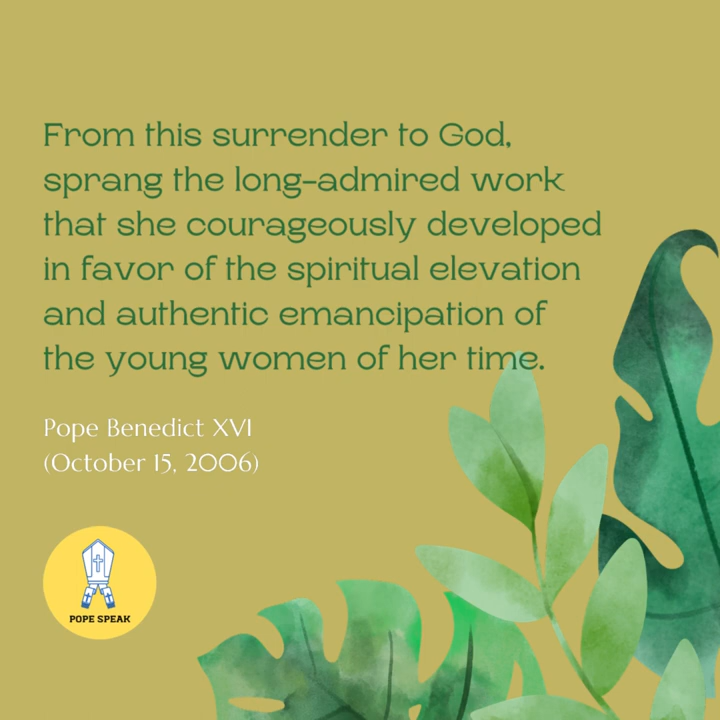 From this surrender to God,
sprang the long-admired work
that she courageously developed
in favor of the spiritual elevation
and authentic emancipation of
the young women of her time.
Pope Benedict XVI
(October 15, 2006)
POPE SPEAK